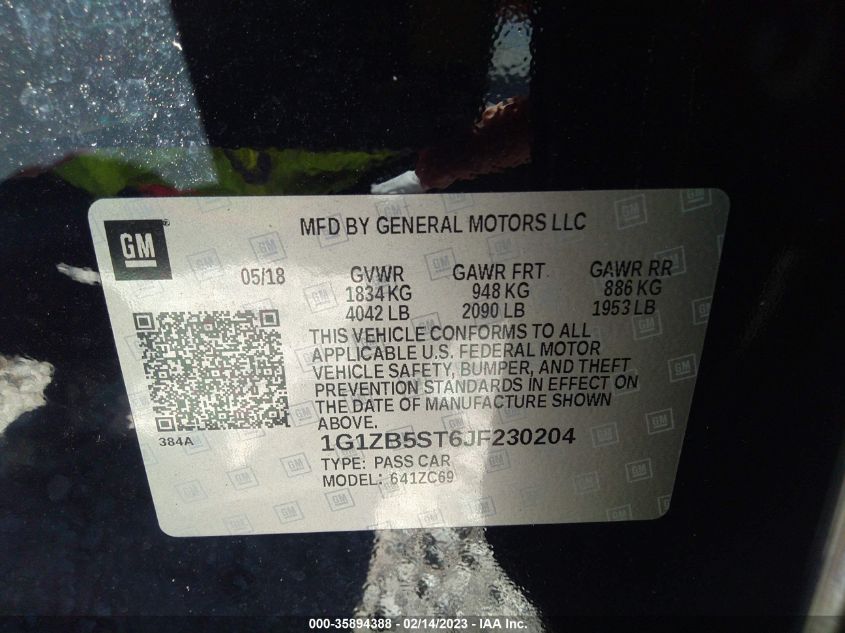 GM
MFD BY GENERAL MOTORS LLC
05/18 GVWR GAWR FRT GAWR RR
1834 KG 948 KG 886 KG
4042 LB 2090 LB 1953 LB
THIS VEHICLE CONFORMS TO ALL
APPLICABLE U.S. FEDERAL MOTOR
VEHICLE SAFETY, BUMPER, AND THEFT
PREVENTION STANDARDS IN EFFECT ON
THE DATE OF MANUFACTURE SHOWN
ABOVE.
384A
1G1ZB5ST6JF230204
TYPE: PASS CAR
MODEL: 641ZC69
000-35894388 — 02/14/2023 — IAA Inc.